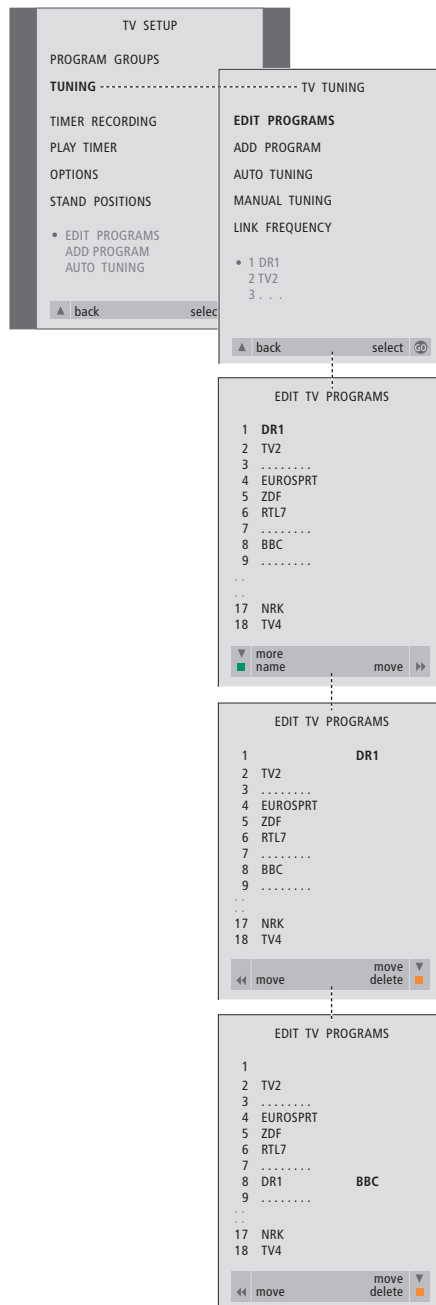 TV SETUP
PROGRAM GROUPS
TUNING
TIMER RECORDING
PLAY TIMER
OPTIONS
STAND POSITIONS
• EDIT PROGRAMS
ADD PROGRAM
AUTO TUNING
▲ back selec
TV TUNING
EDIT PROGRAMS
ADD PROGRAM
AUTO TUNING
MANUAL TUNING
LINK FREQUENCY
• 1 DR1
2 TV2
3 . . .
▲ back select GO
EDIT TV PROGRAMS
1 DR1
2 TV2
3 ........
4 EUROSPRT
5 ZDF
6 RTL7
7 ........
8 BBC
9 ........
. .
. .
17 NRK
18 TV4
▼ more
name move ▶▶
EDIT TV PROGRAMS
1 DR1
2 TV2
3 ........
4 EUROSPRT
5 ZDF
6 RTL7
7 ........
8 BBC
9 ........
. .
. .
17 NRK
18 TV4
move ▼
◀◀ move delete
EDIT TV PROGRAMS
1
2 TV2
3 ........
4 EUROSPRT
5 ZDF
6 RTL7
7 ........
8 DR1 BBC
9 ........
. .
. .
17 NRK
18 TV4
move ▼
◀◀ move delete